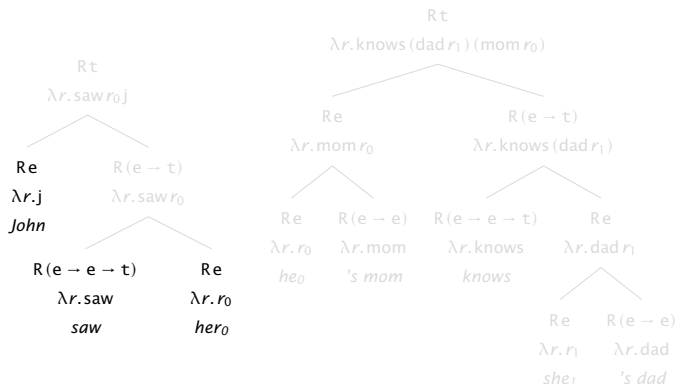 R t
λr.knows (dad r₁) (mom r₀)
R t
λr.saw r₀ j
R e
R (e → t)
λr.mom r₀
λr.knows (dad r₁)
R e
R (e → t)
λr.j
λr.saw r₀
John
R e
R (e → e)
R (e → e → t)
R e
λr.r₀
λr.mom
λr.knows
λr.dad r₁
he₀
's mom
knows
R (e → e → t)
R e
λr.saw
λr.r₀
saw
her₀
R e
R (e → e)
λr.r₁
λr.dad
she₁
's dad